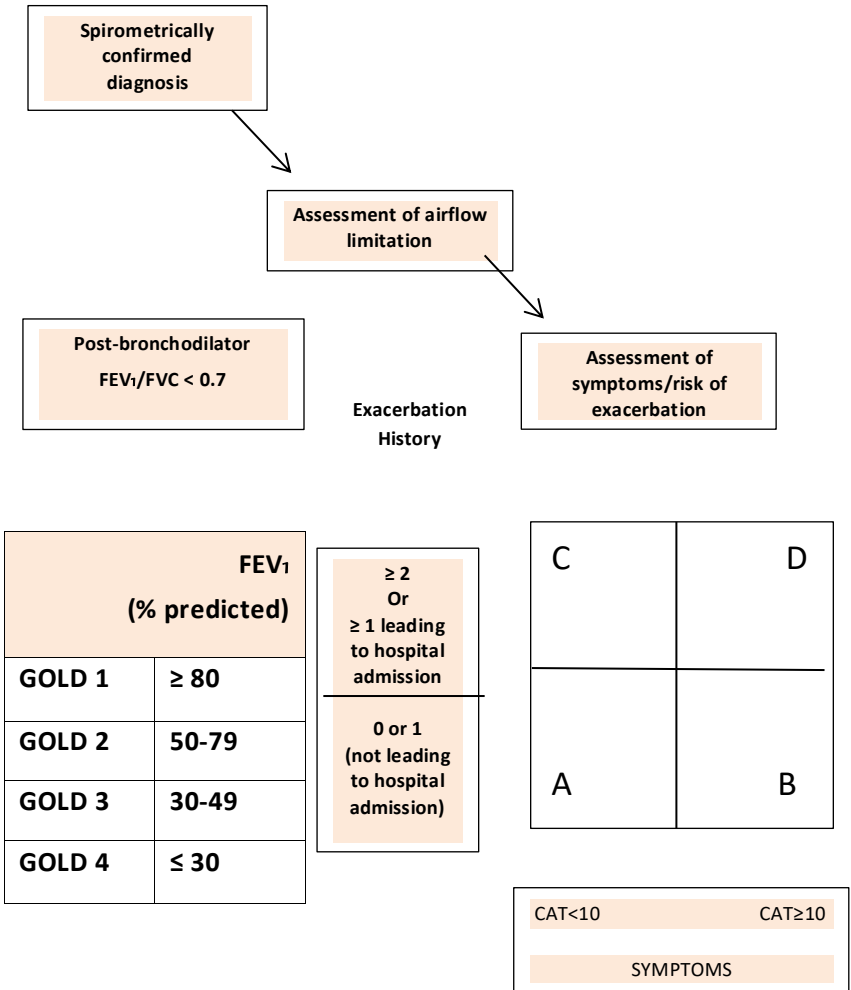 Spirometrically
confirmed
diagnosis
Assessment of airflow
limitation
Post-bronchodilator
FEV₁/FVC < 0.7
Exacerbation
History
Assessment of
symptoms/risk of
exacerbation
FEV₁
(% predicted)
GOLD 1 ≥ 80
GOLD 2 50-79
GOLD 3 30-49
GOLD 4 ≤ 30
≥ 2
Or
≥ 1 leading
to hospital
admission
0 or 1
(not leading
to hospital
admission)
C D
A B
CAT<10 CAT≥10
SYMPTOMS